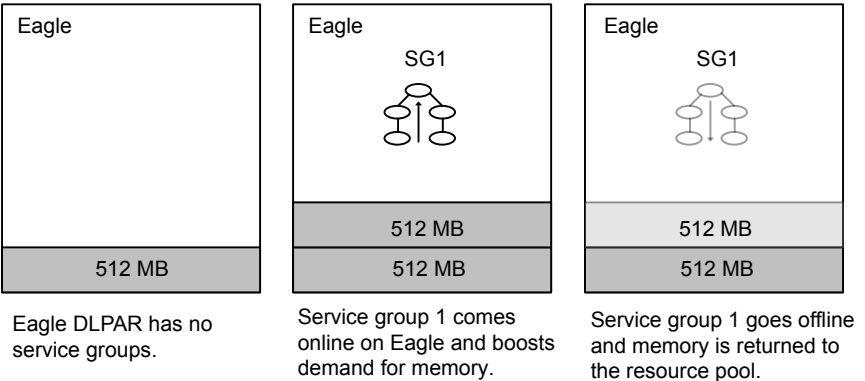 Eagle
512 MB
Eagle DLPAR has no
service groups.
Eagle
SG1
512 MB
512 MB
Service group 1 comes
online on Eagle and boosts
demand for memory.
Eagle
SG1
512 MB
512 MB
Service group 1 goes offline
and memory is returned to
the resource pool.